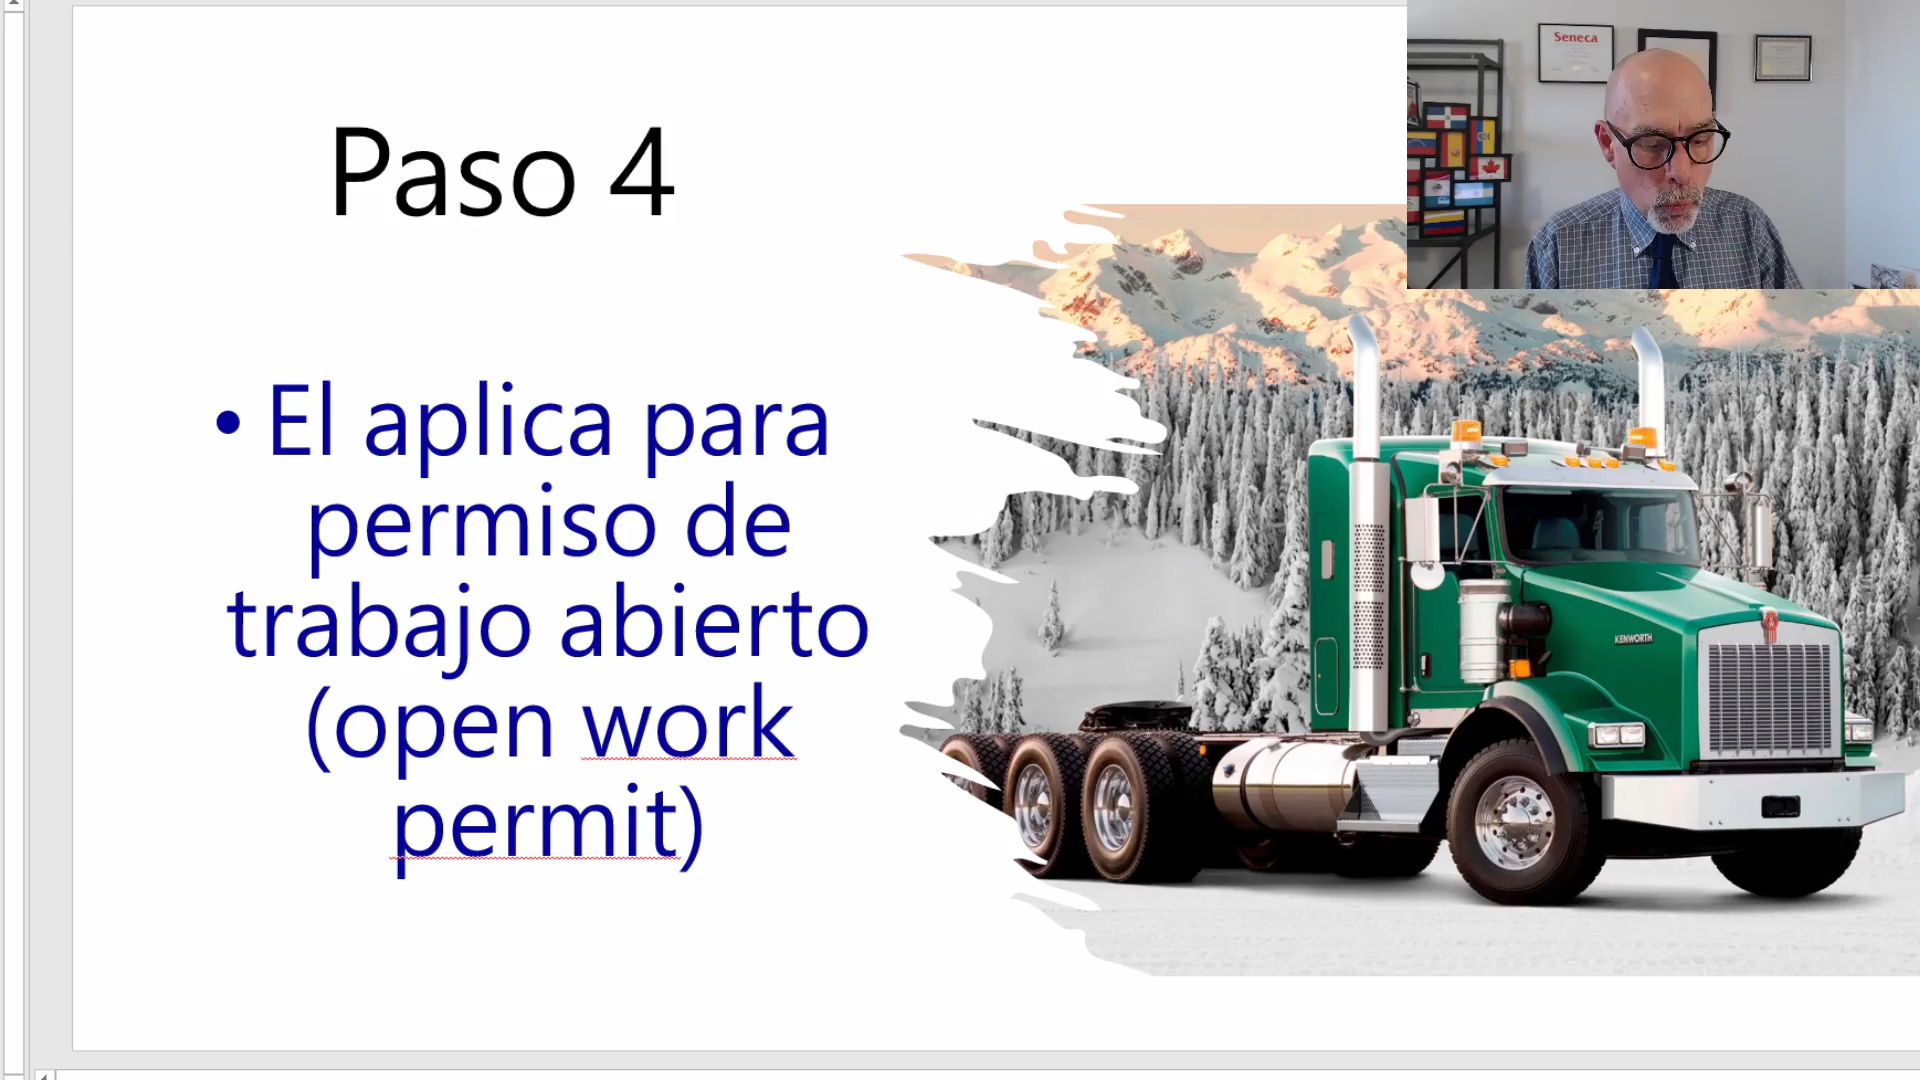 Seneca
Paso 4
• El aplica para
permiso de
trabajo abierto
(open work
permit)
KENWORTH